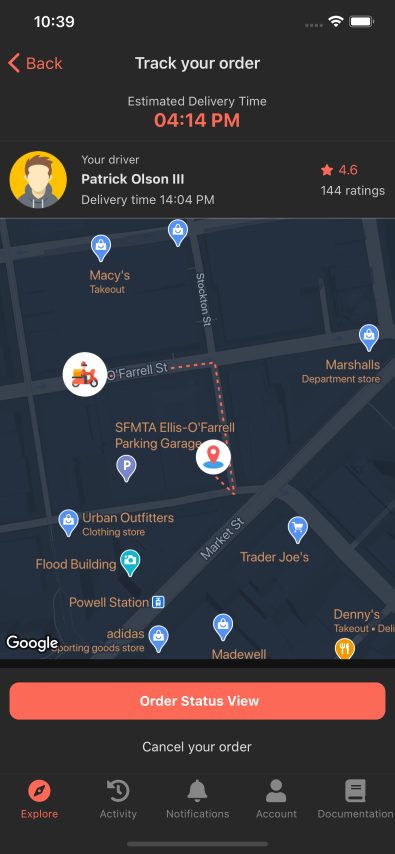 10:39
Back
Track your order
Estimated Delivery Time
04:14 PM
Your driver
Patrick Olson III
Delivery time 14:04 PM
4.6
144 ratings
Macy's
Takeout
Stockton St
O'Farrell St
Marshalls
Department store
SFMTA Ellis-O'Farrell
Parking Garage
P
Urban Outfitters
Clothing store
Market St
Trader Joe's
Flood Building
Powell Station
adidas
Sporting goods store
Google
Madewell
Denny's
Takeout • Deli
Order Status View
Cancel your order
Explore
Activity
Notifications
Account
Documentation